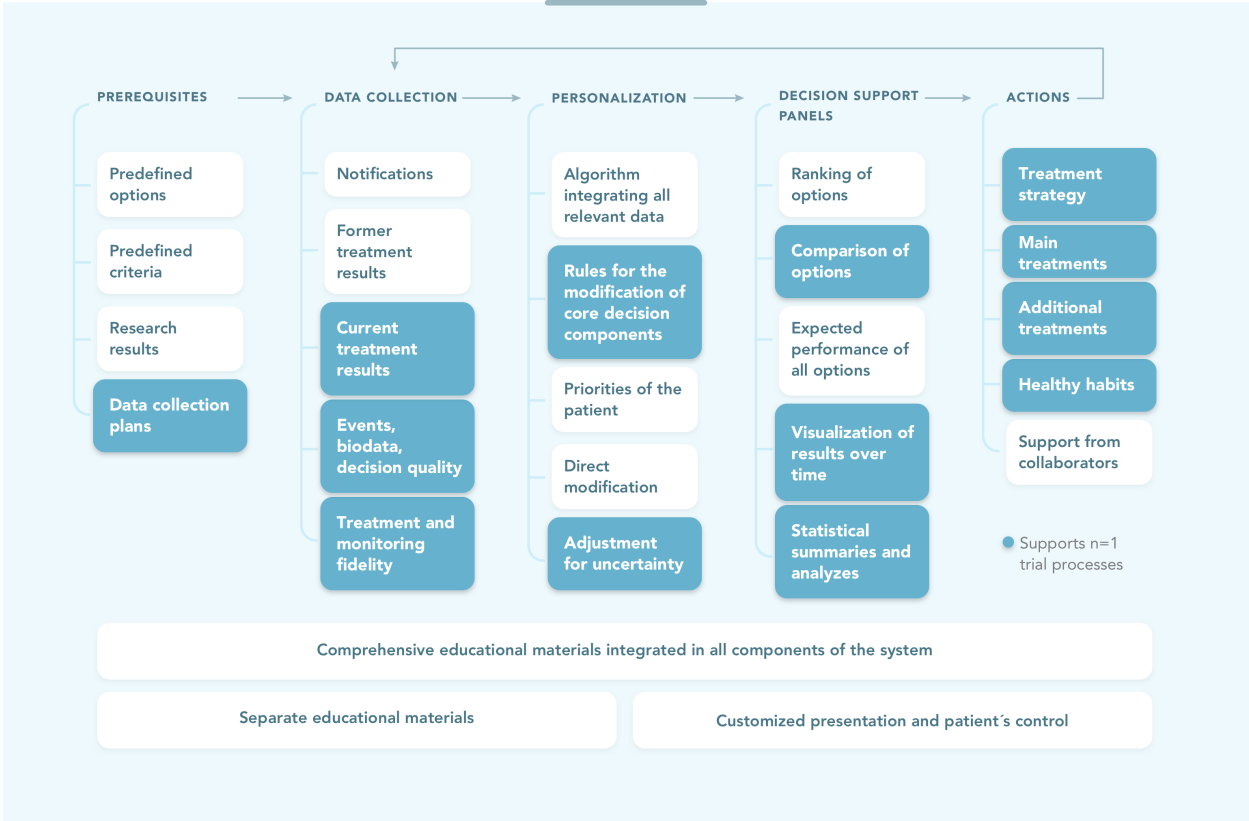 PREREQUISITES
Predefined
options
Predefined
criteria
Research
results
Data collection
plans
DATA COLLECTION
Notifications
Former
treatment
results
Current
treatment
results
Events,
biodata,
decision quality
Treatment and
monitoring
fidelity
PERSONALIZATION
Algorithm
integrating all
relevant data
Rules for the
modification of
core decision
components
Priorities of the
patient
Direct
modification
Adjustment
for uncertainty
DECISION SUPPORT
PANELS
Ranking of
options
Comparison of
options
Expected
performance of
all options
Visualization of
results over
time
Statistical
summaries and
analyzes
ACTIONS
Treatment
strategy
Main
treatments
Additional
treatments
Healthy habits
Support from
collaborators
Supports n=1
trial processes
Comprehensive educational materials integrated in all components of the system
Separate educational materials
Customized presentation and patient´s control